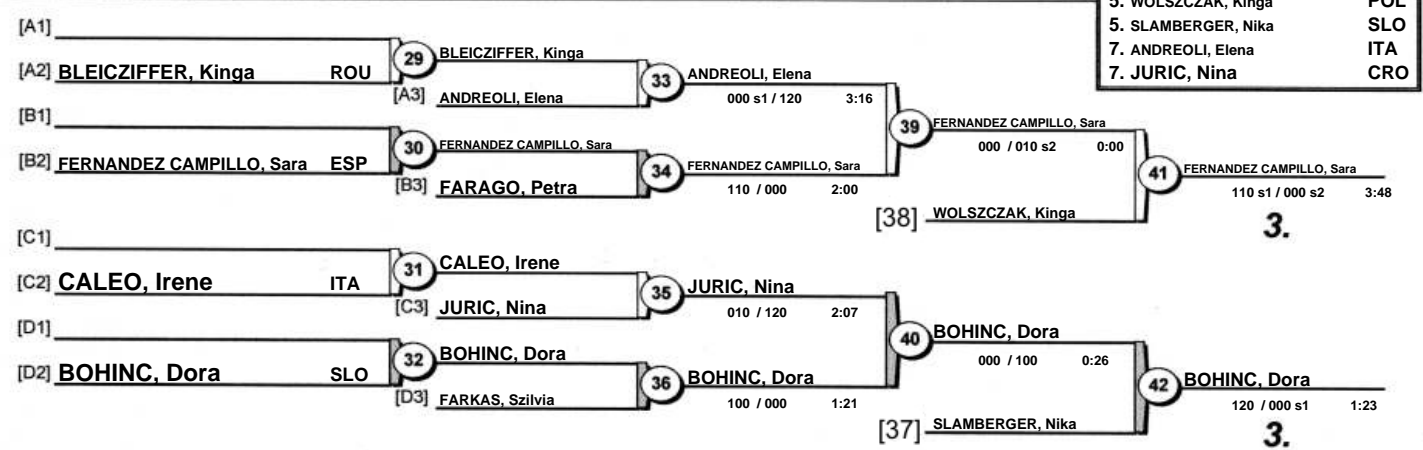 5. WOLSZCZAK, Kinga POL
5. SLAMBERGER, Nika SLO
7. ANDREOLI, Elena ITA
7. JURIC, Nina CRO
[A1]
[A2] BLEICZIFFER, Kinga ROU
29 BLEICZIFFER, Kinga
[A3] ANDREOLI, Elena
33 ANDREOLI, Elena
000 s1 / 120 3:16
[B1]
[B2] FERNANDEZ CAMPILLO, Sara ESP
30 FERNANDEZ CAMPILLO, Sara
[B3] FARAGO, Petra
34 FERNANDEZ CAMPILLO, Sara
110 / 000 2:00
39 FERNANDEZ CAMPILLO, Sara
000 / 010 s2 0:00
[38] WOLSZCZAK, Kinga
41 FERNANDEZ CAMPILLO, Sara
110 s1 / 000 s2 3:48
3.
[C1]
[C2] CALEO, Irene ITA
31 CALEO, Irene
[C3] JURIC, Nina
35 JURIC, Nina
010 / 120 2:07
[D1]
[D2] BOHINC, Dora SLO
32 BOHINC, Dora
[D3] FARKAS, Szilvia
36 BOHINC, Dora
100 / 000 1:21
40 BOHINC, Dora
000 / 100 0:26
[37] SLAMBERGER, Nika
42 BOHINC, Dora
120 / 000 s1 1:23
3.